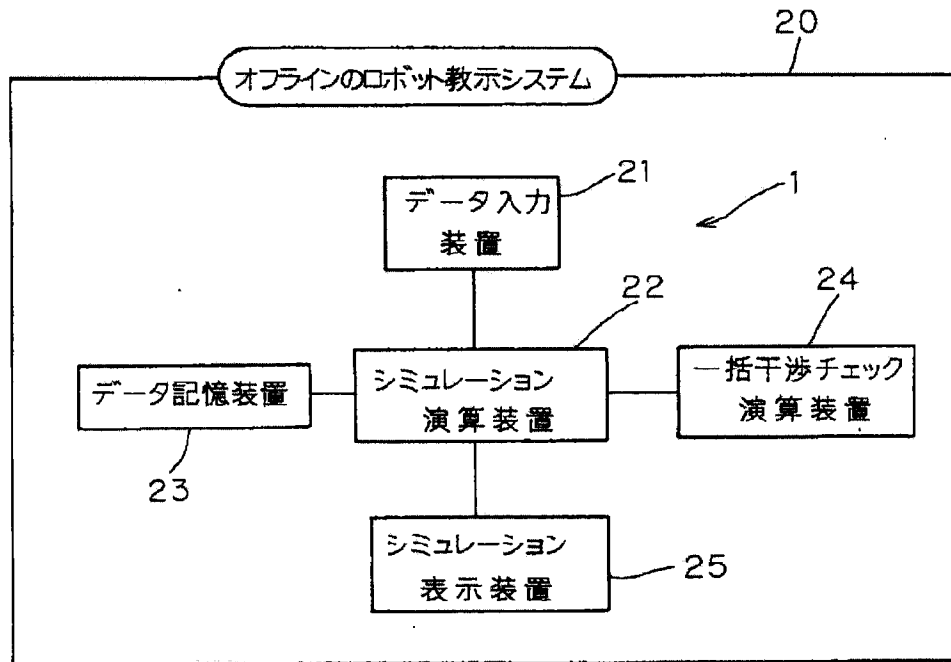 20
オフラインのロボット教示システム
21
データ入力
装置
1
22
24
シミュレーション
演算装置
一括干渉チェック
演算装置
データ記憶装置
23
シミュレーション
表示装置
25